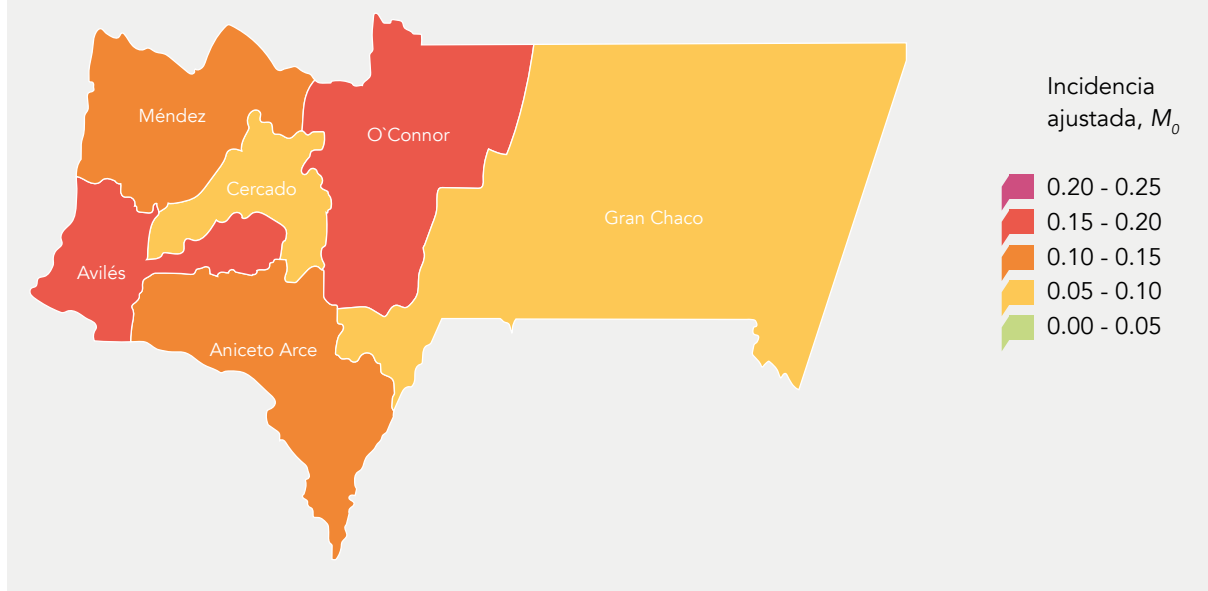 Méndez
O`Connor
Cercado
Gran Chaco
Avilés
Aniceto Arce
Incidencia
ajustada, M₀
0.20 - 0.25
0.15 - 0.20
0.10 - 0.15
0.05 - 0.10
0.00 - 0.05